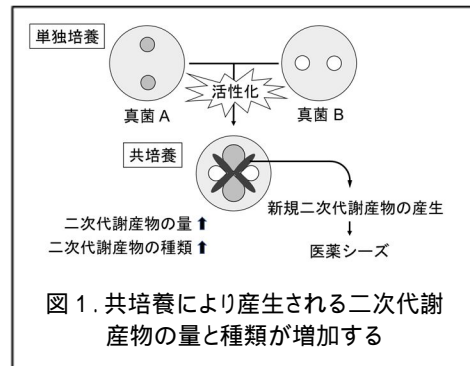 単独培養
活性化
真菌 A
真菌 B
共培養
二次代謝産物の量⬆
二次代謝産物の種類⬆
新規二次代謝産物の産生
医薬シーズ
図 1 . 共培養により産生される二次代謝
産物の量と種類が増加する